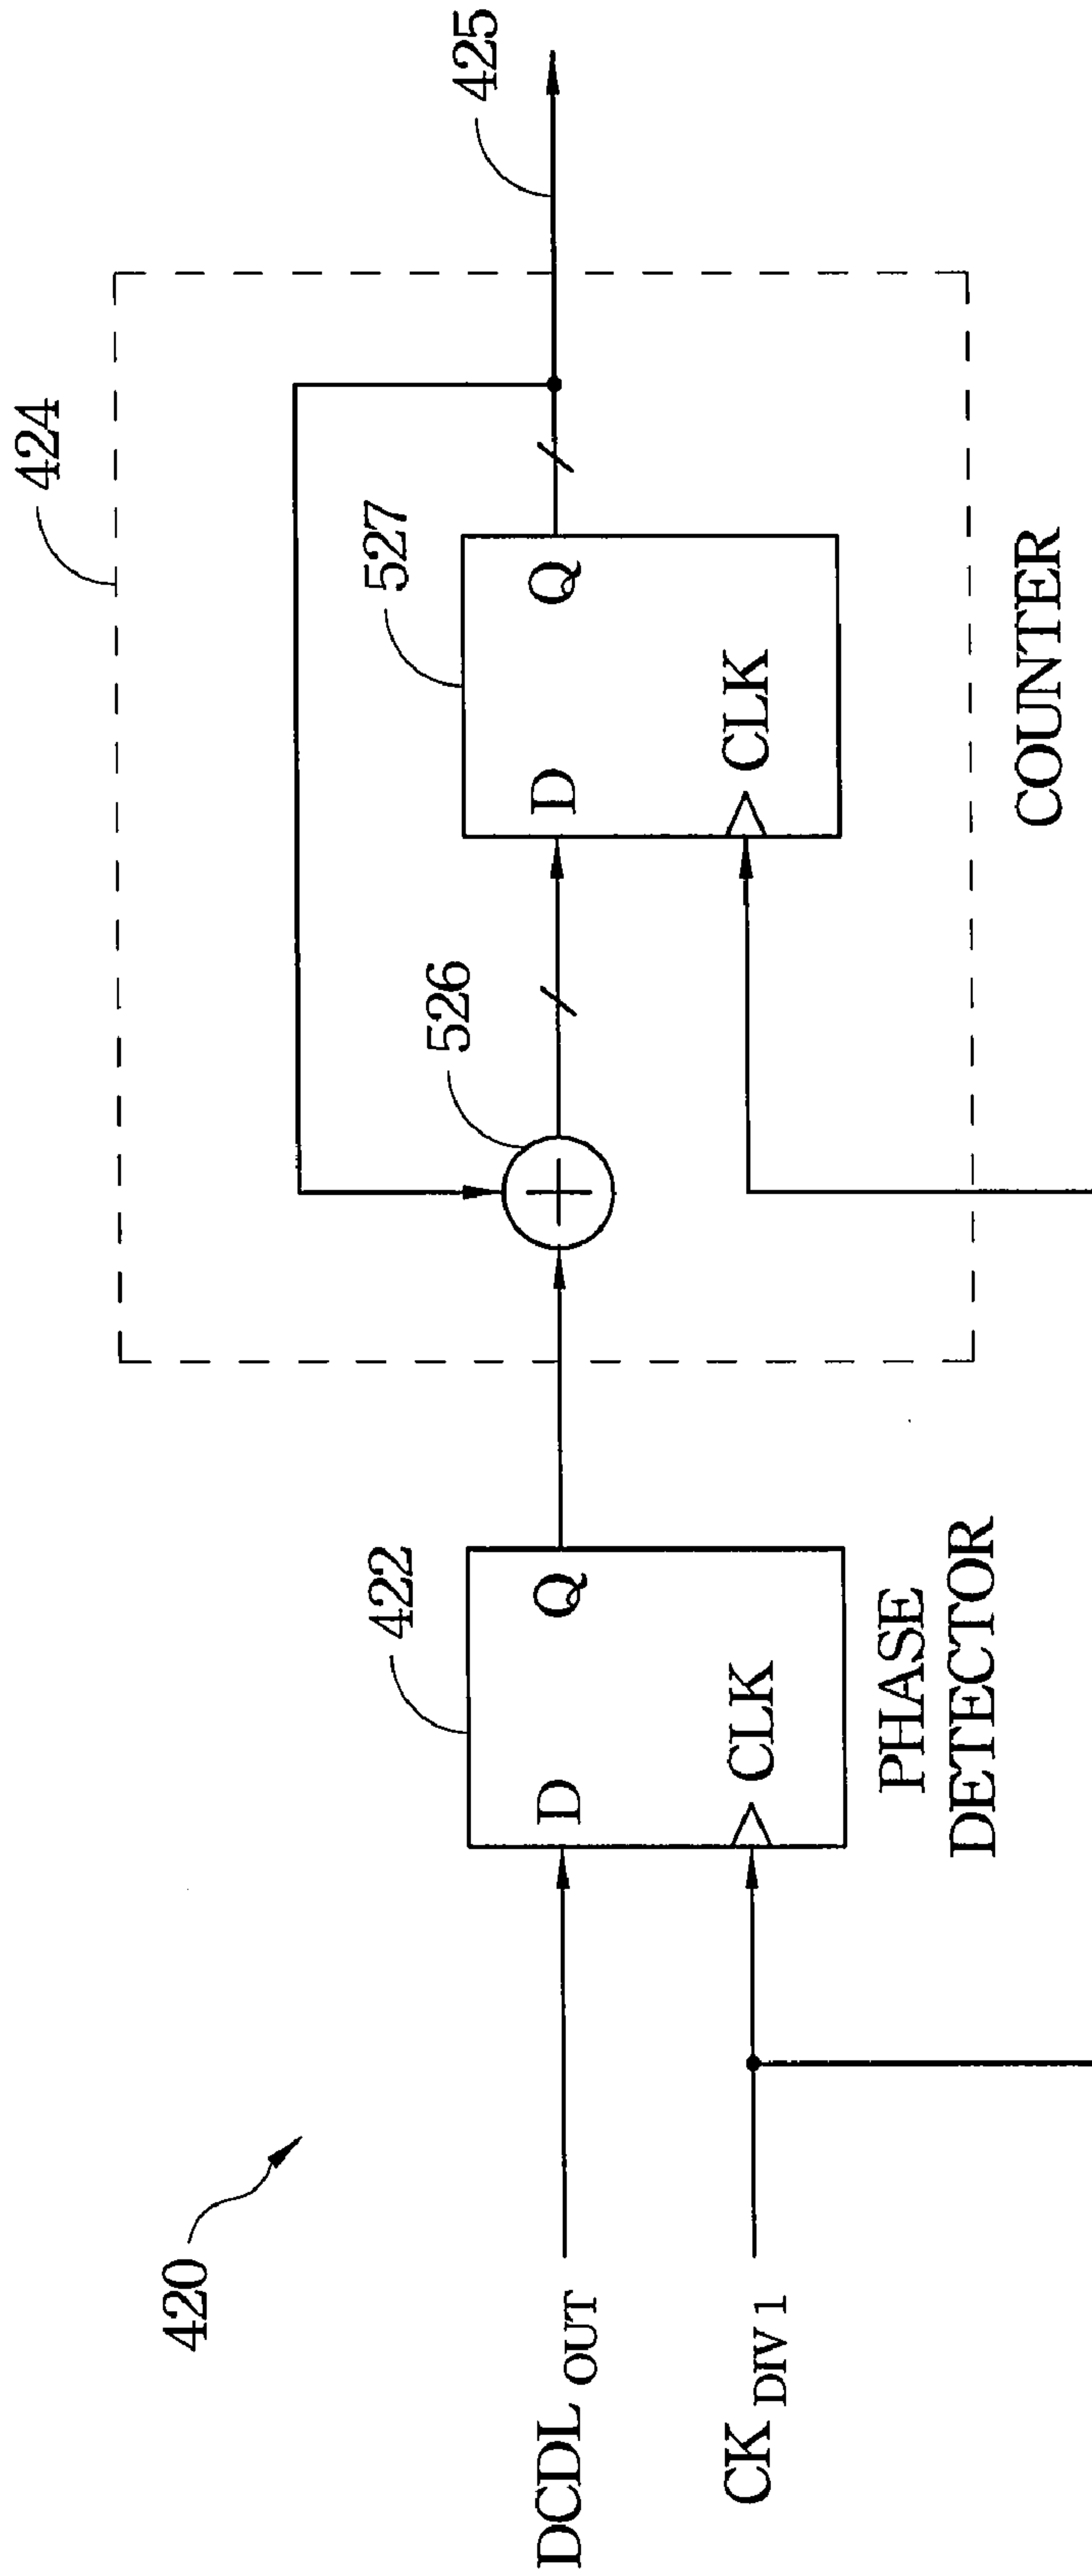 420
DCDL OUT
CK DIV 1
422
D
Q
CLK
PHASE
DETECTOR
424
526
527
D
Q
CLK
COUNTER
425